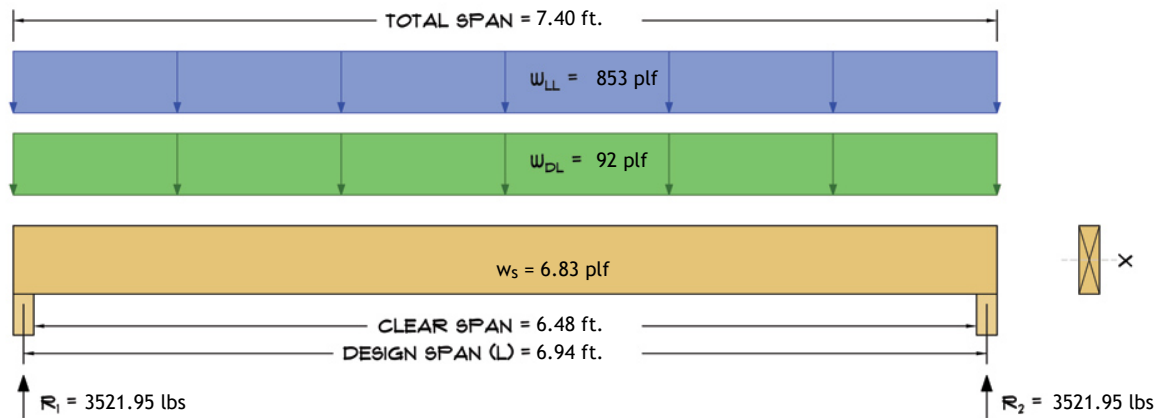 TOTAL SPAN = 7.40 ft.
wLL = 853 plf
wDL = 92 plf
ws = 6.83 plf
X
CLEAR SPAN = 6.48 ft.
DESIGN SPAN (L) = 6.94 ft.
R1 = 3521.95 lbs
R2 = 3521.95 lbs